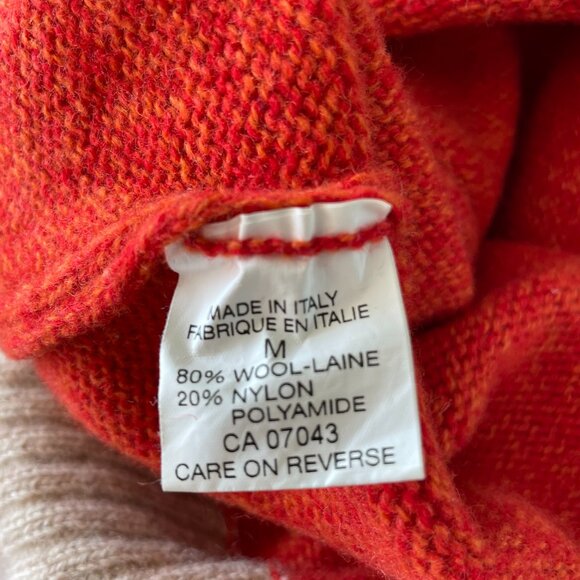 MADE IN ITALY
FABRIQUE EN ITALIE
M
80% WOOL-LAINE
20% NYLON
POLYAMIDE
CA 07043
CARE ON REVERSE